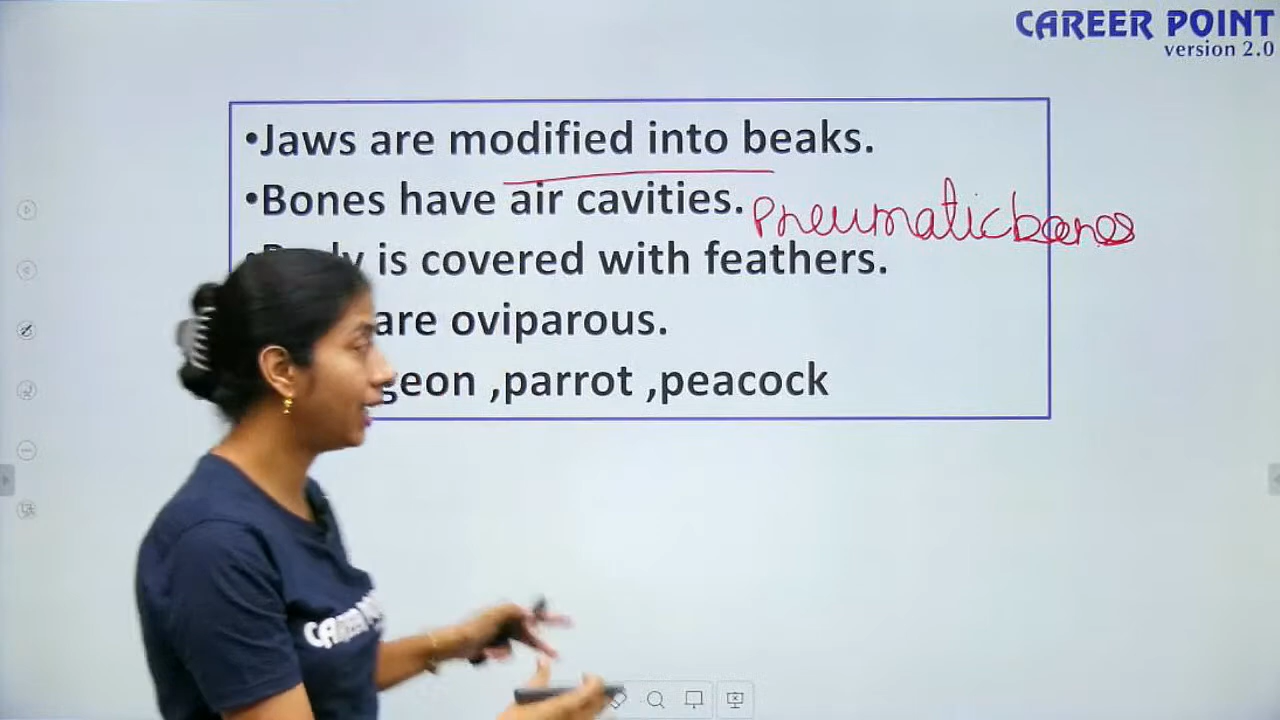 CAREER POINT
version 2.0
•Jaws are modified into beaks.
•Bones have air cavities. Pneumatic bones
is covered with feathers.
are oviparous.
,parrot ,peacock